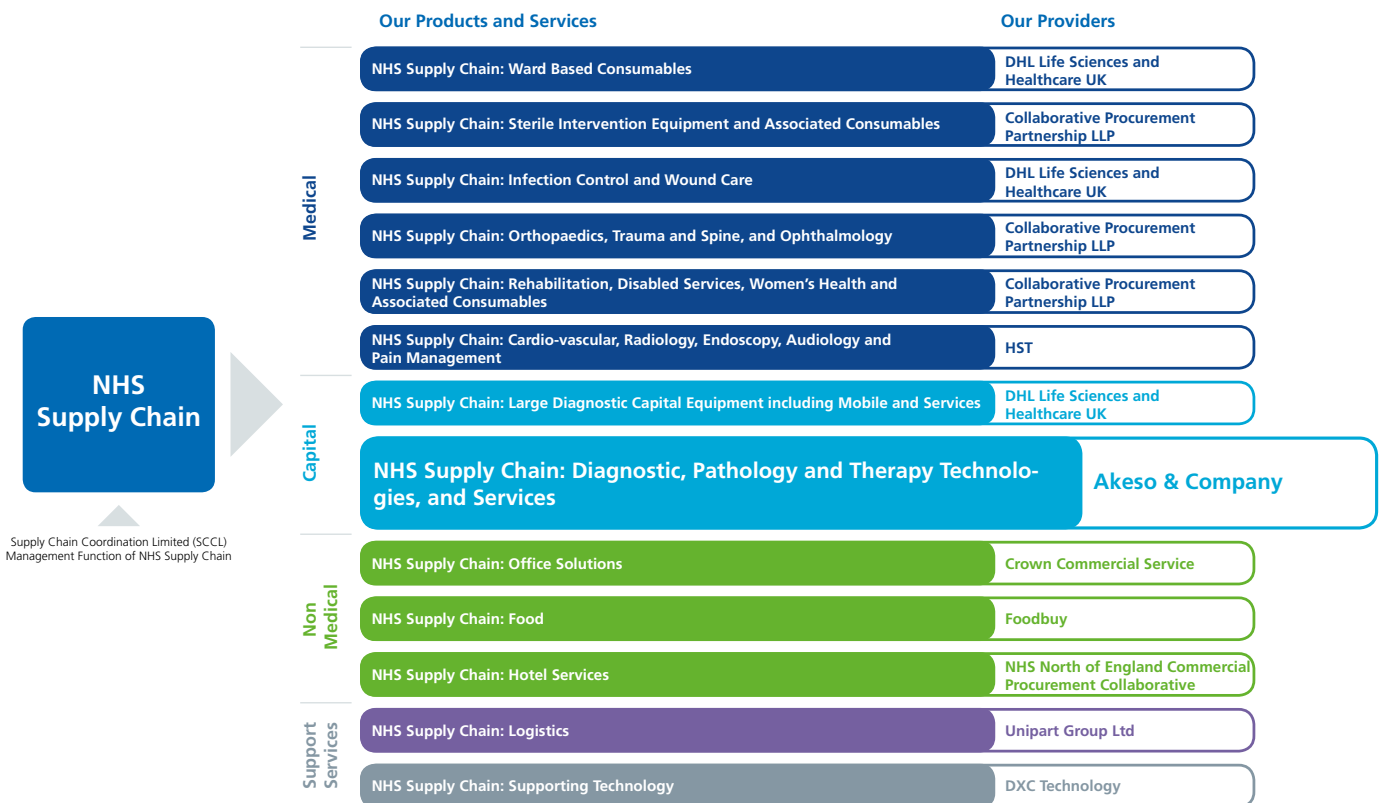 Our Products and Services
Our Providers
Medical
NHS Supply Chain: Ward Based Consumables
DHL Life Sciences and
Healthcare UK
NHS Supply Chain: Sterile Intervention Equipment and Associated Consumables
Collaborative Procurement
Partnership LLP
NHS Supply Chain: Infection Control and Wound Care
DHL Life Sciences and
Healthcare UK
NHS Supply Chain: Orthopaedics, Trauma and Spine, and Ophthalmology
Collaborative Procurement
Partnership LLP
NHS Supply Chain: Rehabilitation, Disabled Services, Women’s Health and
Associated Consumables
Collaborative Procurement
Partnership LLP
NHS Supply Chain: Cardio-vascular, Radiology, Endoscopy, Audiology and
Pain Management
HST
NHS
Supply Chain
Supply Chain Coordination Limited (SCCL)
Management Function of NHS Supply Chain
Capital
NHS Supply Chain: Large Diagnostic Capital Equipment including Mobile and Services
DHL Life Sciences and
Healthcare UK
NHS Supply Chain: Diagnostic, Pathology and Therapy Technolo-
gies, and Services
Akeso & Company
Non
Medical
NHS Supply Chain: Office Solutions
Crown Commercial Service
NHS Supply Chain: Food
Foodbuy
NHS Supply Chain: Hotel Services
NHS North of England Commercial
Procurement Collaborative
Support
Services
NHS Supply Chain: Logistics
Unipart Group Ltd
NHS Supply Chain: Supporting Technology
DXC Technology